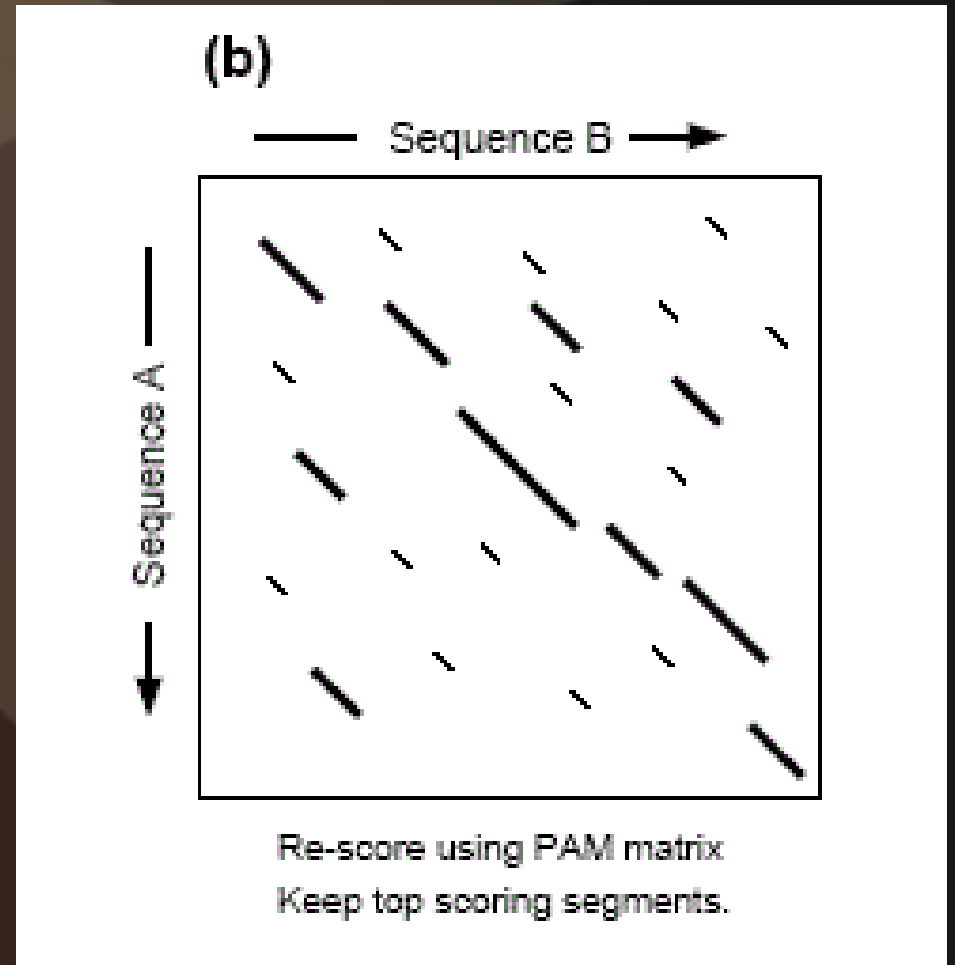 (b)
Sequence B
Sequence A
Re-score using PAM matrix
Keep top scoring segments.